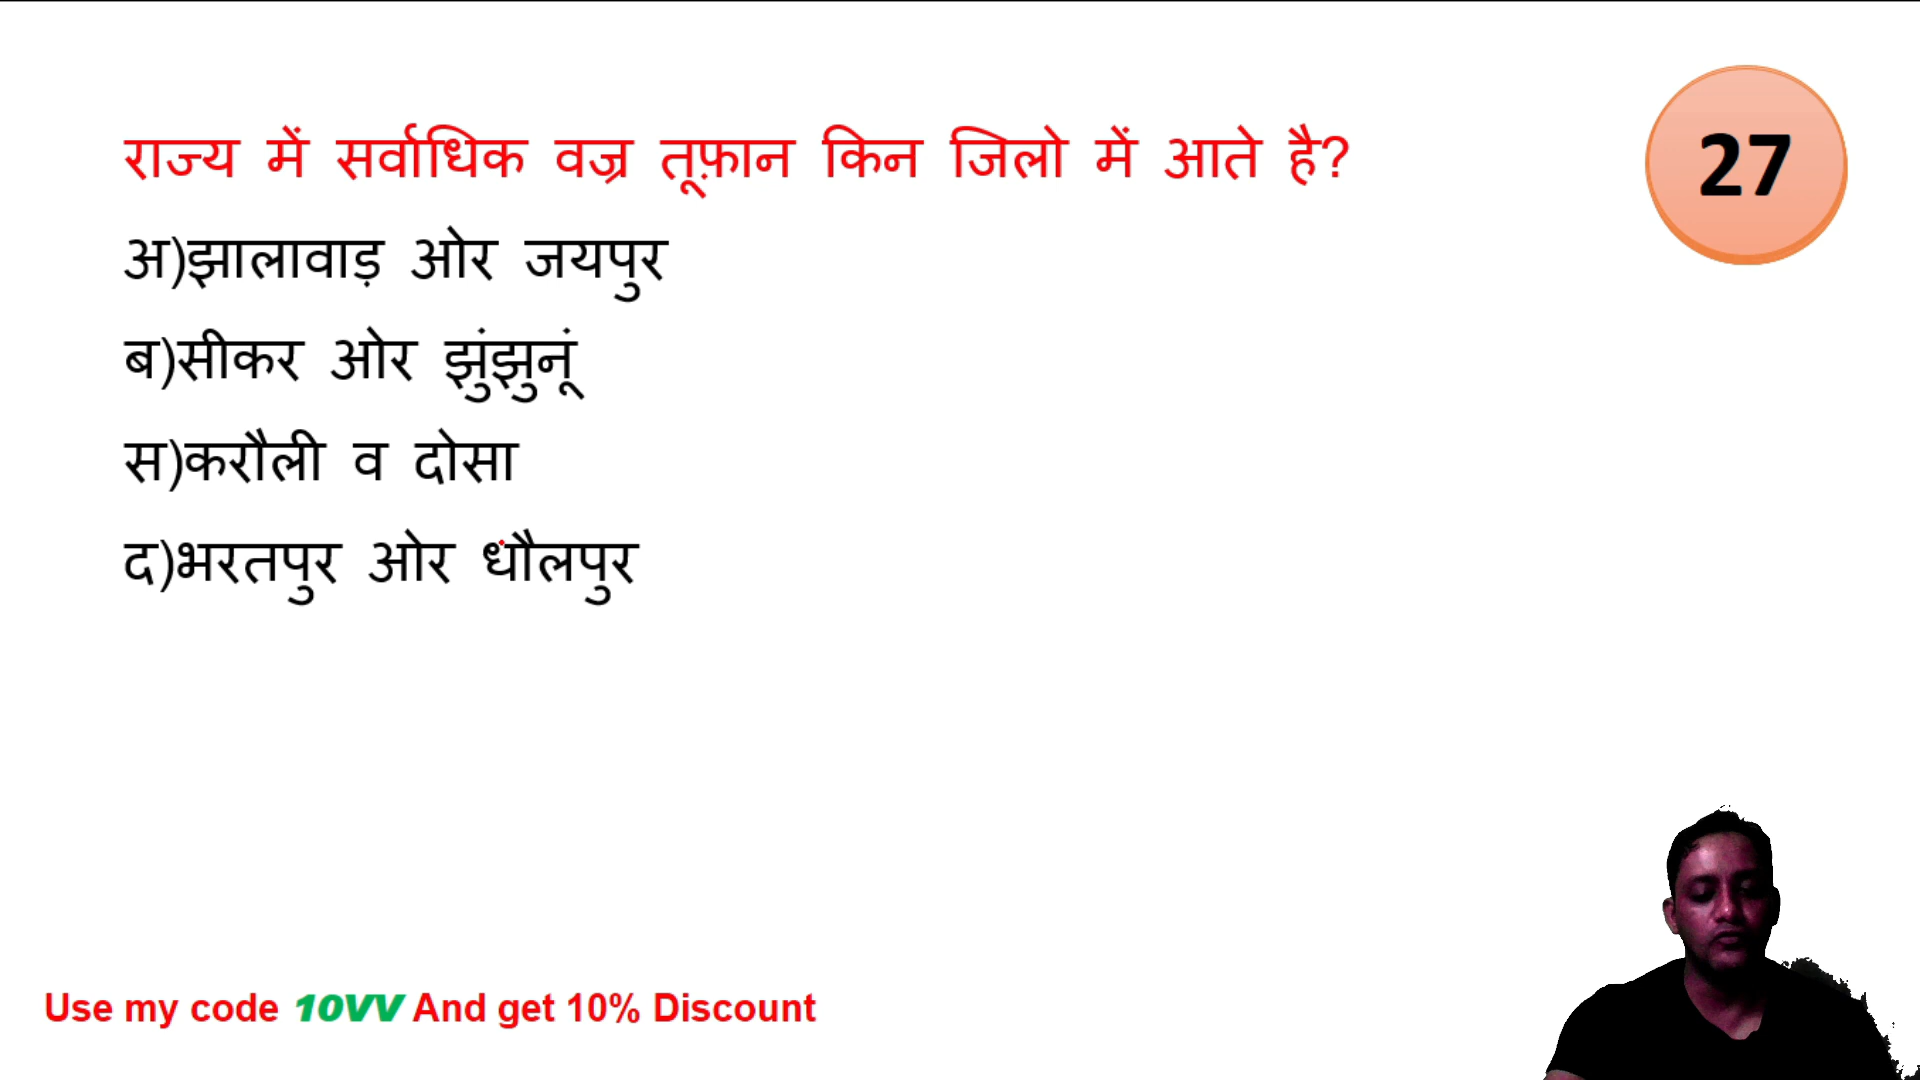 राज्य में सर्वाधिक वज्र तूफ़ान किन जिलो में आते है?
27
अ)झालावाड़ ओर जयपुर
ब)सीकर ओर झुंझुनूं
स)करौली व दोसा
द)भरतपुर ओर धौलपुर
Use my code 10VV And get 10% Discount